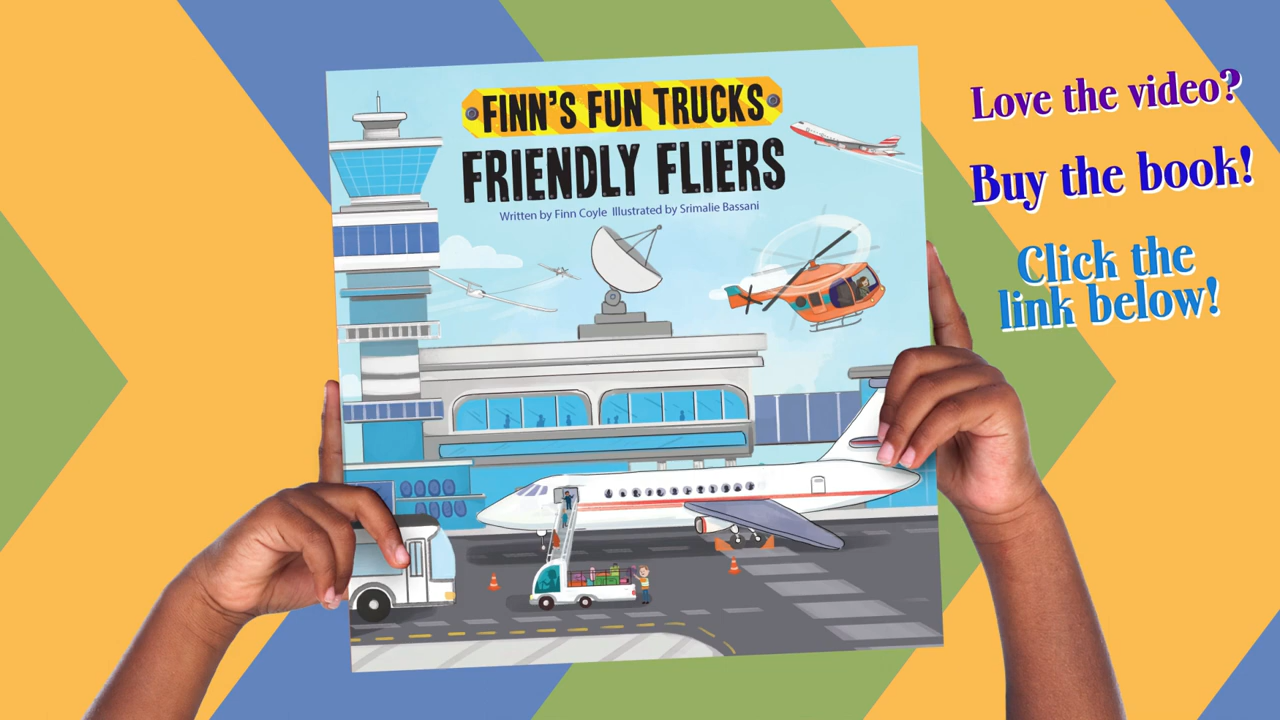 FINN'S FUN TRUCKS
FRIENDLY FLIERS
Written by Finn Coyle Illustrated by Srimalie Bassani
Love the video?
Buy the book!
Click the
link below!